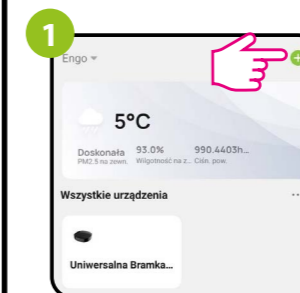 1
Engo
5°C
Doskonała 93.0% 990.4403h...
PM2.5 na zewn. Wilgotność na z... Ciśn. pow.
Wszystkie urządzenia
Uniwersalna Bramka...